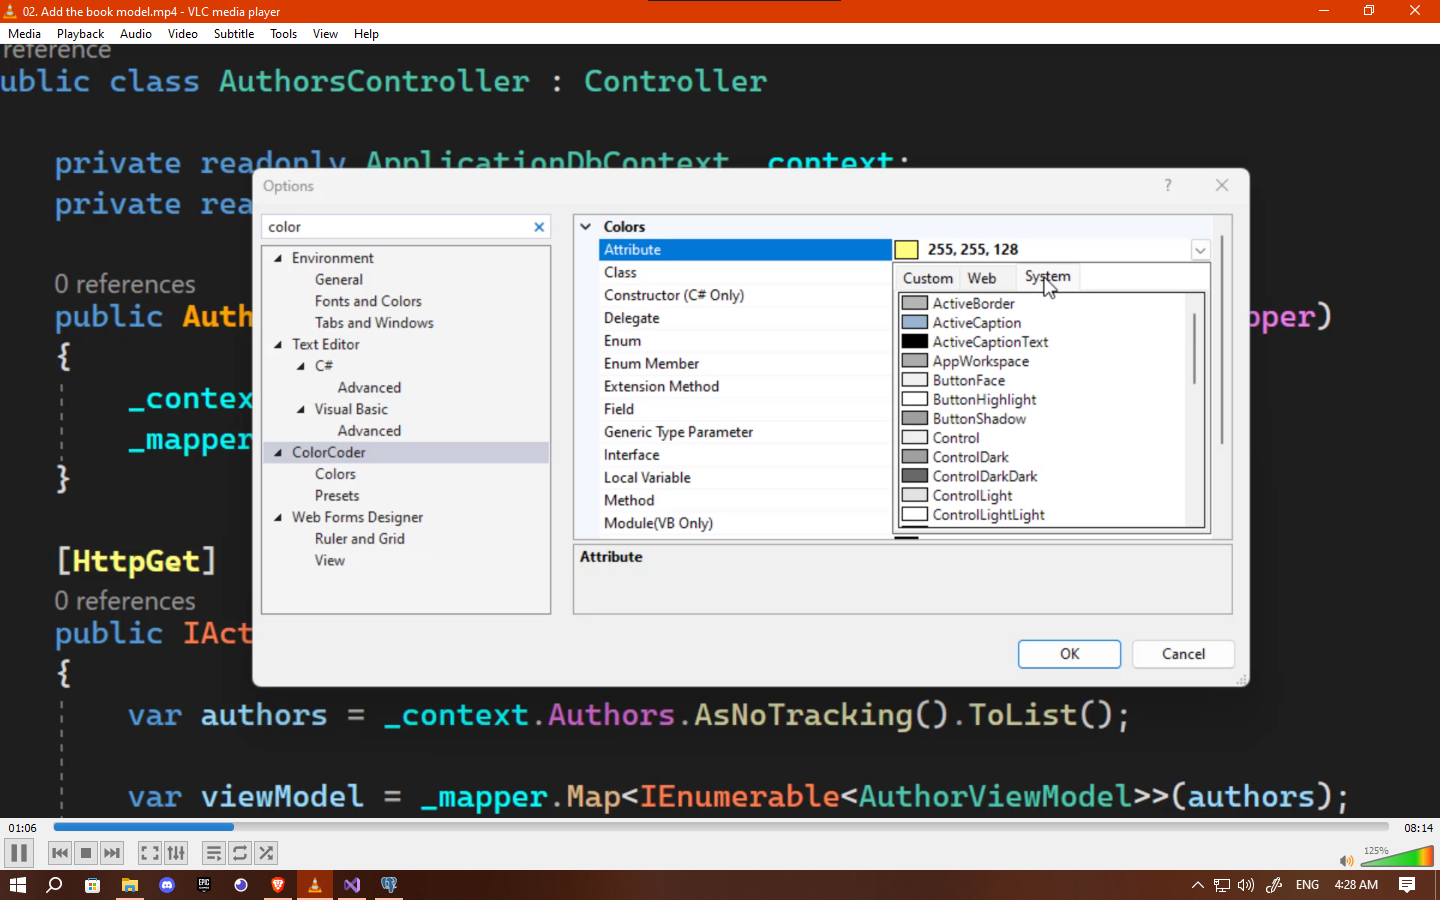 02. Add the book model.mp4 - VLC media player
Media Playback Audio Video Subtitle Tools View Help
reference
ublic class AuthorsController : Controller
private readonly ApplicationDbContext _context;
private rea
0 references
public Auth
pper)
{
_contex
_mapper
}
[HttpGet]
0 references
public IAct
{
var authors = _context.Authors.AsNoTracking().ToList();
var viewModel = _mapper.Map<IEnumerable<AuthorViewModel>>(authors);
Options
color
Environment
General
Fonts and Colors
Tabs and Windows
Text Editor
C#
Advanced
Visual Basic
Advanced
ColorCoder
Colors
Presets
Web Forms Designer
Ruler and Grid
View
Colors
Attribute 255, 255, 128
Class
Constructor (C# Only)
Delegate
Enum
Enum Member
Extension Method
Field
Generic Type Parameter
Interface
Local Variable
Method
Module(VB Only)
Custom Web System
ActiveBorder
ActiveCaption
ActiveCaptionText
AppWorkspace
ButtonFace
ButtonHighlight
ButtonShadow
Control
ControlDark
ControlDarkDark
ControlLight
ControlLightLight
Attribute
OK Cancel
01:06 08:14
125%
EPIC
ENG 4:28 AM